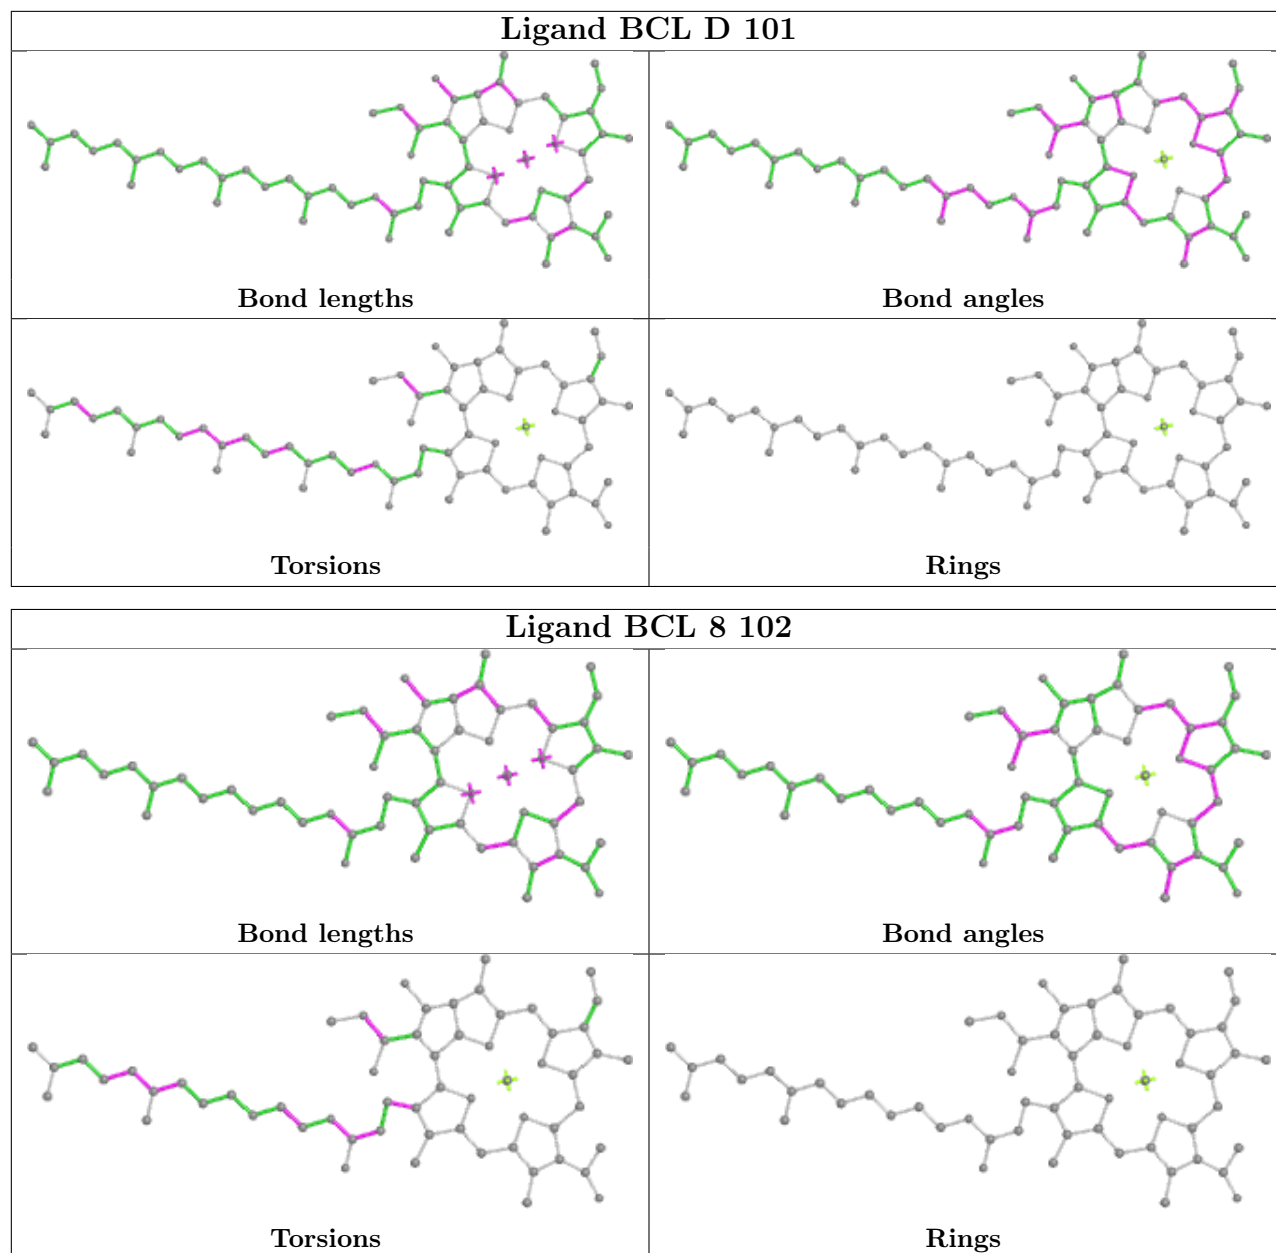 Ligand BCL D 101
Bond lengths
Bond angles
Torsions
Rings
Ligand BCL 8 102
Bond lengths
Bond angles
Torsions
Rings